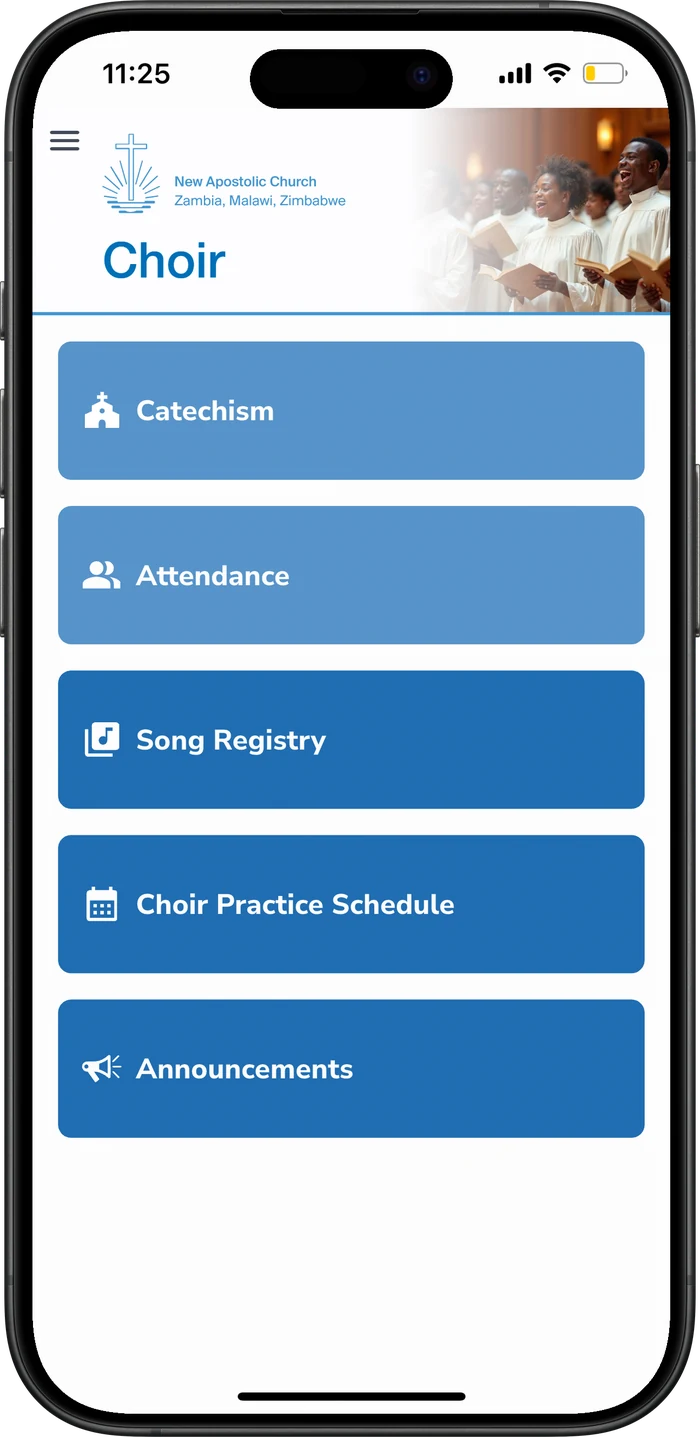 11:25
New Apostolic Church
Zambia, Malawi, Zimbabwe
Choir
Catechism
Attendance
Song Registry
Choir Practice Schedule
Announcements